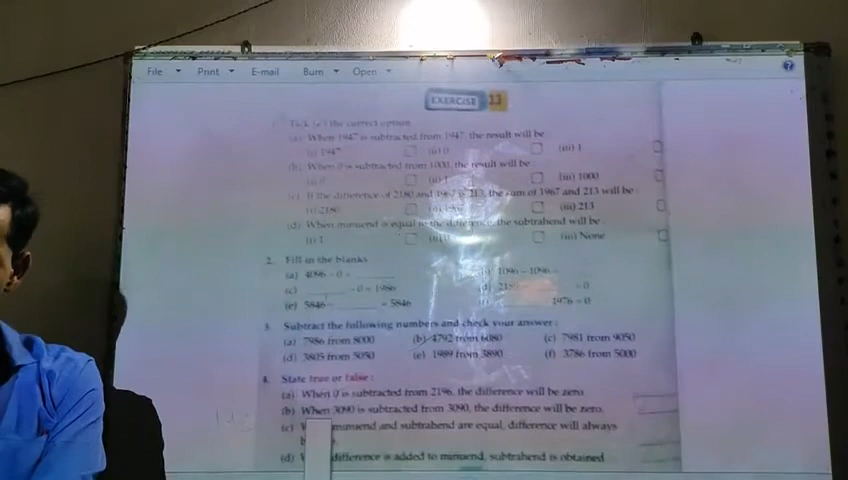 File Print E-mail Burn Open
EXERCISE 13
the correct option
(a) When 1947 is subtracted from 1947, the result will be
(i) 1947 (ii) 0 (iii) 1
(b) When 0 is subtracted from 1000, the result will be
(ii) 1 (iii) 1000
(c) If the difference of 2180 and 1967 is 213, the sum of 1967 and 213 will be
(i) 2180 (iii) 213
(d) When minuend is equal to the difference, the subtrahend will be
(i) 1 (ii) 0 (iii) None
2. Fill in the blanks
(a) 4096 - 0 = ______ (b) 1096 - 1096 =
(c) ______ - 0 = 1986 (d) = 0
(e) 5846 - ______ = 5846 (f) ______ 1976 = 0
3. Subtract the following numbers and check your answer :
(a) 7986 from 8000 (b) 4792 from 6080 (c) 7981 from 9050
(d) 3805 from 5050 (e) 1989 from 3890 (f) 3786 from 5000
4. State true or false :
(a) When 0 is subtracted from 2196, the difference will be zero.
(b) When 3090 is subtracted from 3090, the difference will be zero.
(c) minuend and subtrahend are equal, difference will always
(d) difference is added to minuend, subtrahend is obtained